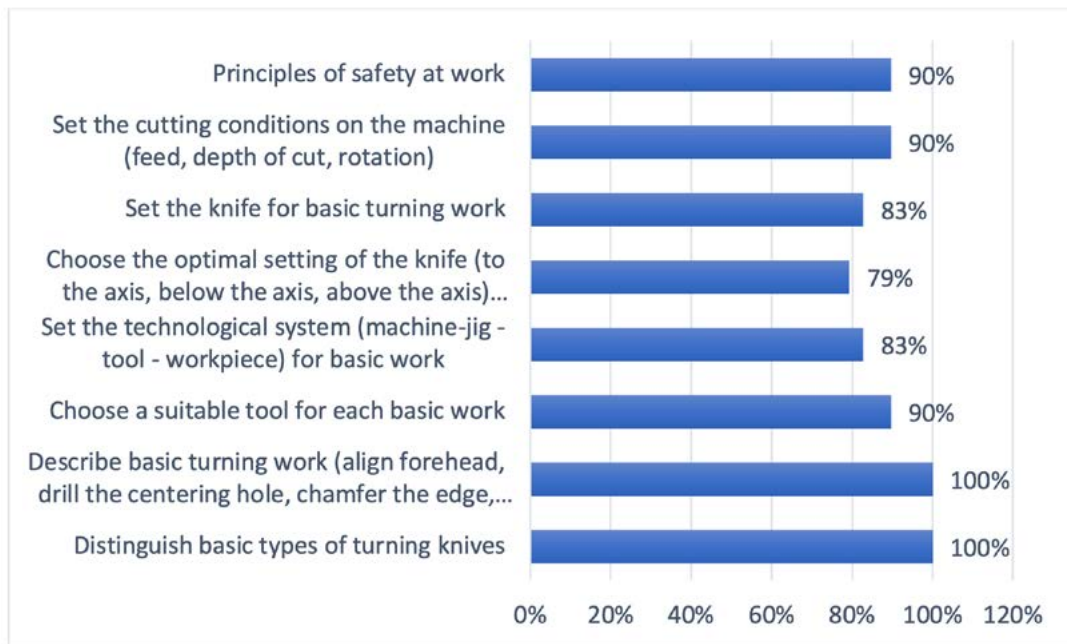 Principles of safety at work
90%
Set the cutting conditions on the machine
(feed, depth of cut, rotation)
90%
Set the knife for basic turning work
83%
Choose the optimal setting of the knife (to
the axis, below the axis, above the axis)...
79%
Set the technological system (machine-jig -
tool - workpiece) for basic work
83%
Choose a suitable tool for each basic work
90%
Describe basic turning work (align forehead,
drill the centering hole, chamfer the edge,...
100%
Distinguish basic types of turning knives
100%
0% 20% 40% 60% 80% 100% 120%